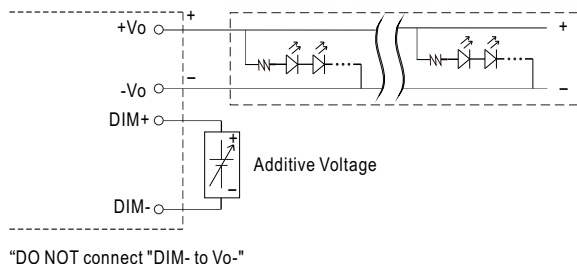 +Vo
+
+
-Vo
−
−
DIM+
+
−
Additive Voltage
DIM-
“DO NOT connect "DIM- to Vo-"